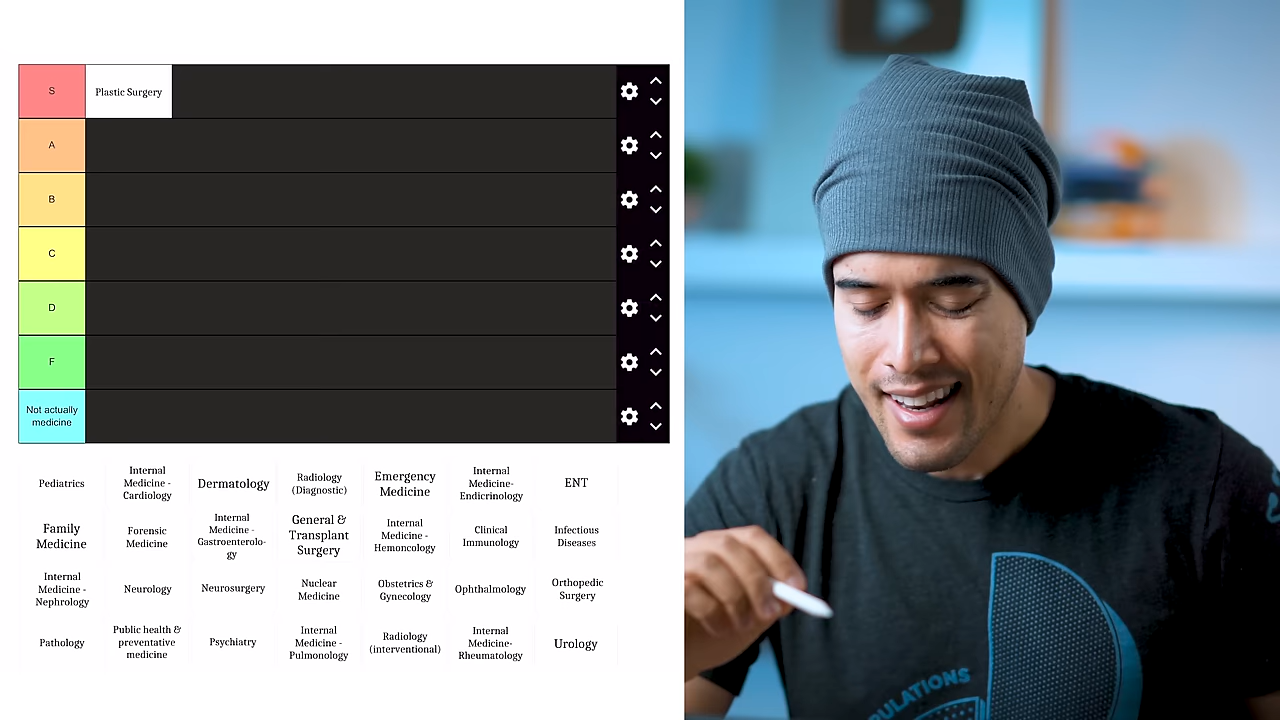 S
Plastic Surgery
A
B
C
D
F
Not actually
medicine
Pediatrics
Internal
Medicine -
Cardiology
Dermatology
Radiology
(Diagnostic)
Emergency
Medicine
Internal
Medicine-
Endicrinology
ENT
Family
Medicine
Forensic
Medicine
Internal
Medicine -
Gastroenterolo-
gy
General &
Transplant
Surgery
Internal
Medicine -
Hemoncology
Clinical
Immunology
Infectious
Diseases
Internal
Medicine -
Nephrology
Neurology
Neurosurgery
Nuclear
Medicine
Obstetrics &
Gynecology
Ophthalmology
Orthopedic
Surgery
Pathology
Public health &
preventative
medicine
Psychiatry
Internal
Medicine -
Pulmonology
Radiology
(interventional)
Internal
Medicine-
Rheumatology
Urology